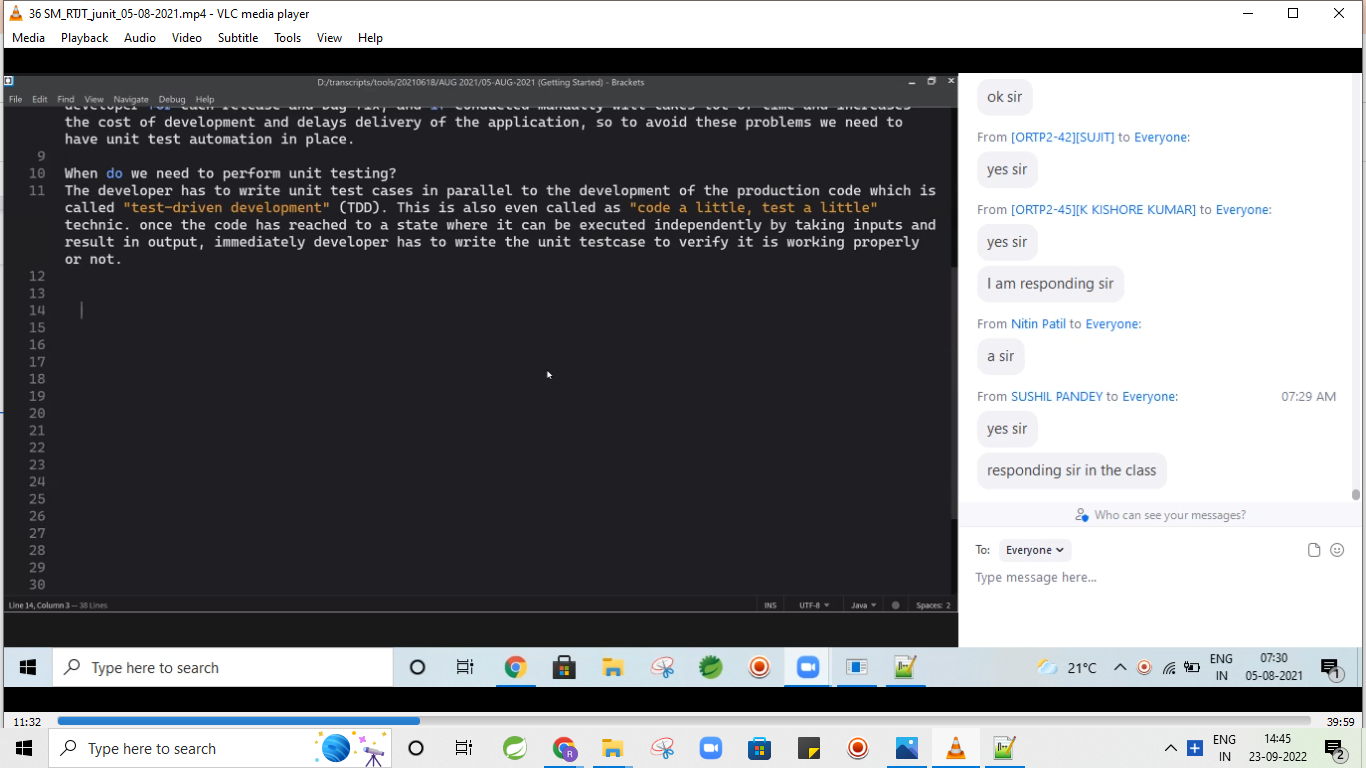 36 SM_RTJT_junit_05-08-2021.mp4 - VLC media player
Media Playback Audio Video Subtitle Tools View Help
D:/transcripts/tools/20210618/AUG 2021/05-AUG-2021 (Getting Started) - Brackets
File Edit Find View Navigate Debug Help
developer for each release and bug fix, and if conducted manually will takes lot of time and increases
the cost of development and delays delivery of the application, so to avoid these problems we need to
have unit test automation in place.
9
10 When do we need to perform unit testing?
11 The developer has to write unit test cases in parallel to the development of the production code which is
called "test-driven development" (TDD). This is also even called as "code a little, test a little"
technic. once the code has reached to a state where it can be executed independently by taking inputs and
result in output, immediately developer has to write the unit testcase to verify it is working properly
or not.
12
13
14
15
16
17
18
19
20
21
22
23
24
25
26
27
28
29
30
Line 14, Column 3 — 38 Lines
INS UTF-8 Java Spaces: 2
ok sir
From [ORTP2-42][SUJIT] to Everyone:
yes sir
From [ORTP2-45][K KISHORE KUMAR] to Everyone:
yes sir
I am responding sir
From Nitin Patil to Everyone:
a sir
From SUSHIL PANDEY to Everyone: 07:29 AM
yes sir
responding sir in the class
Who can see your messages?
To: Everyone
Type message here...
Type here to search
21°C
ENG
IN
07:30
05-08-2021
1
11:32
39:59
Type here to search
R
ENG
IN
14:45
23-09-2022
2